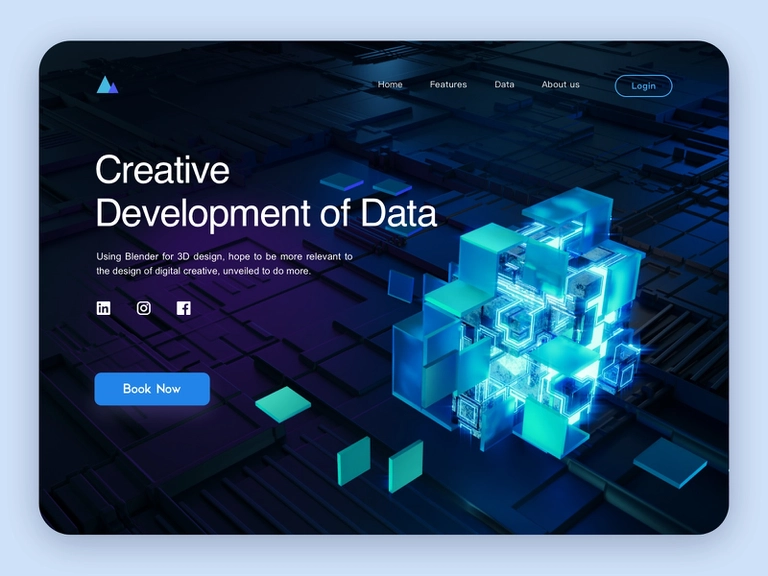 Home Features Data About us Login
Creative
Development of Data
Using Blender for 3D design, hope to be more relevant to
the design of digital creative, unveiled to do more.
in
Book Now